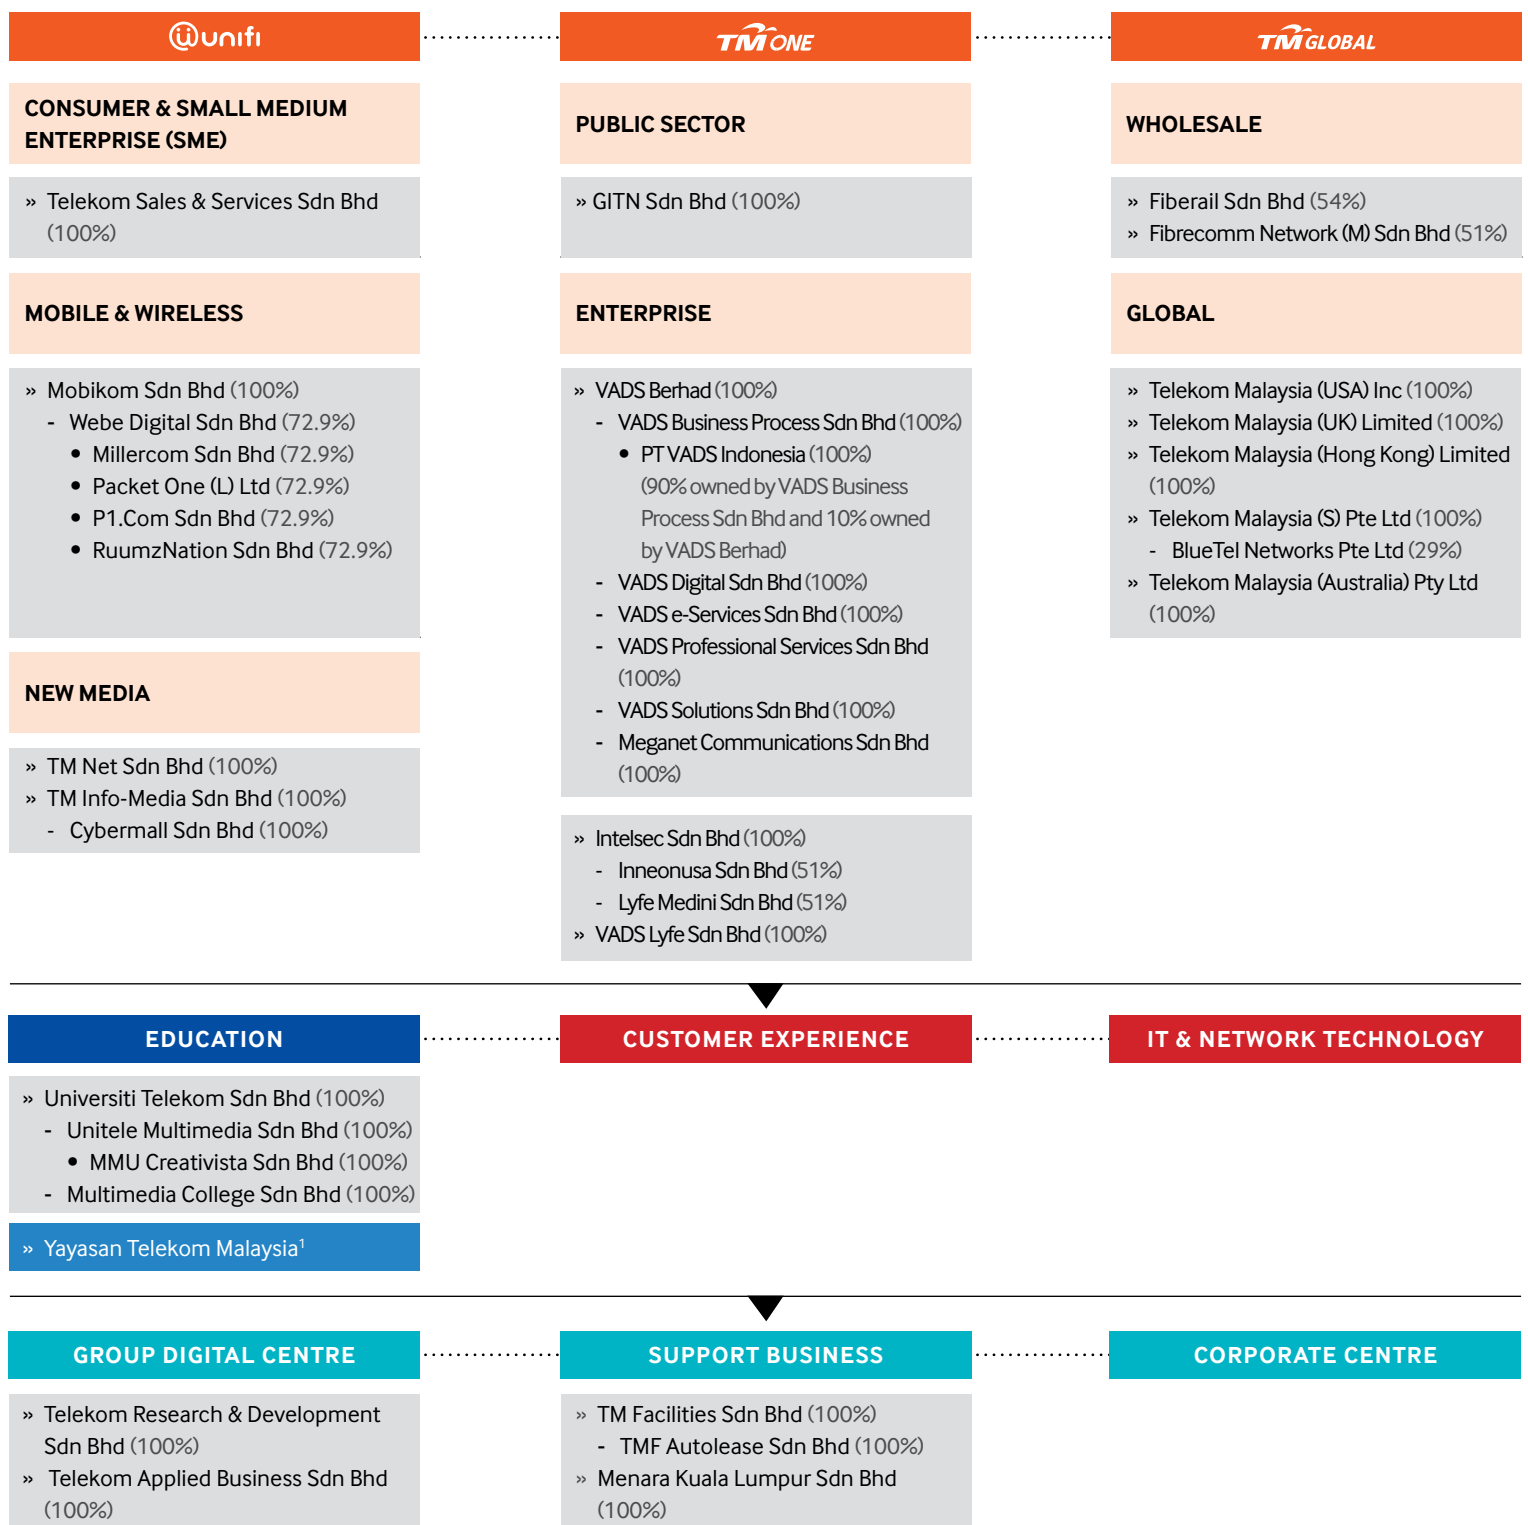 unifi
CONSUMER & SMALL MEDIUM
ENTERPRISE (SME)
» Telekom Sales & Services Sdn Bhd
(100%)
MOBILE & WIRELESS
» Mobikom Sdn Bhd (100%)
- Webe Digital Sdn Bhd (72.9%)
• Millercom Sdn Bhd (72.9%)
• Packet One (L) Ltd (72.9%)
• P1.Com Sdn Bhd (72.9%)
• RuumzNation Sdn Bhd (72.9%)
NEW MEDIA
» TM Net Sdn Bhd (100%)
» TM Info-Media Sdn Bhd (100%)
- Cybermall Sdn Bhd (100%)
TM ONE
PUBLIC SECTOR
» GITN Sdn Bhd (100%)
ENTERPRISE
» VADS Berhad (100%)
- VADS Business Process Sdn Bhd (100%)
• PT VADS Indonesia (100%)
(90% owned by VADS Business
Process Sdn Bhd and 10% owned
by VADS Berhad)
- VADS Digital Sdn Bhd (100%)
- VADS e-Services Sdn Bhd (100%)
- VADS Professional Services Sdn Bhd
(100%)
- VADS Solutions Sdn Bhd (100%)
- Meganet Communications Sdn Bhd
(100%)
» Intelsec Sdn Bhd (100%)
- Inneonusa Sdn Bhd (51%)
- Lyfe Medini Sdn Bhd (51%)
» VADS Lyfe Sdn Bhd (100%)
TM GLOBAL
WHOLESALE
» Fiberail Sdn Bhd (54%)
» Fibrecomm Network (M) Sdn Bhd (51%)
GLOBAL
» Telekom Malaysia (USA) Inc (100%)
» Telekom Malaysia (UK) Limited (100%)
» Telekom Malaysia (Hong Kong) Limited
(100%)
» Telekom Malaysia (S) Pte Ltd (100%)
- BlueTel Networks Pte Ltd (29%)
» Telekom Malaysia (Australia) Pty Ltd
(100%)
EDUCATION
» Universiti Telekom Sdn Bhd (100%)
- Unitele Multimedia Sdn Bhd (100%)
• MMU Creativista Sdn Bhd (100%)
- Multimedia College Sdn Bhd (100%)
» Yayasan Telekom Malaysia¹
CUSTOMER EXPERIENCE
IT & NETWORK TECHNOLOGY
GROUP DIGITAL CENTRE
» Telekom Research & Development
Sdn Bhd (100%)
» Telekom Applied Business Sdn Bhd
(100%)
SUPPORT BUSINESS
» TM Facilities Sdn Bhd (100%)
- TMF Autolease Sdn Bhd (100%)
» Menara Kuala Lumpur Sdn Bhd
(100%)
CORPORATE CENTRE